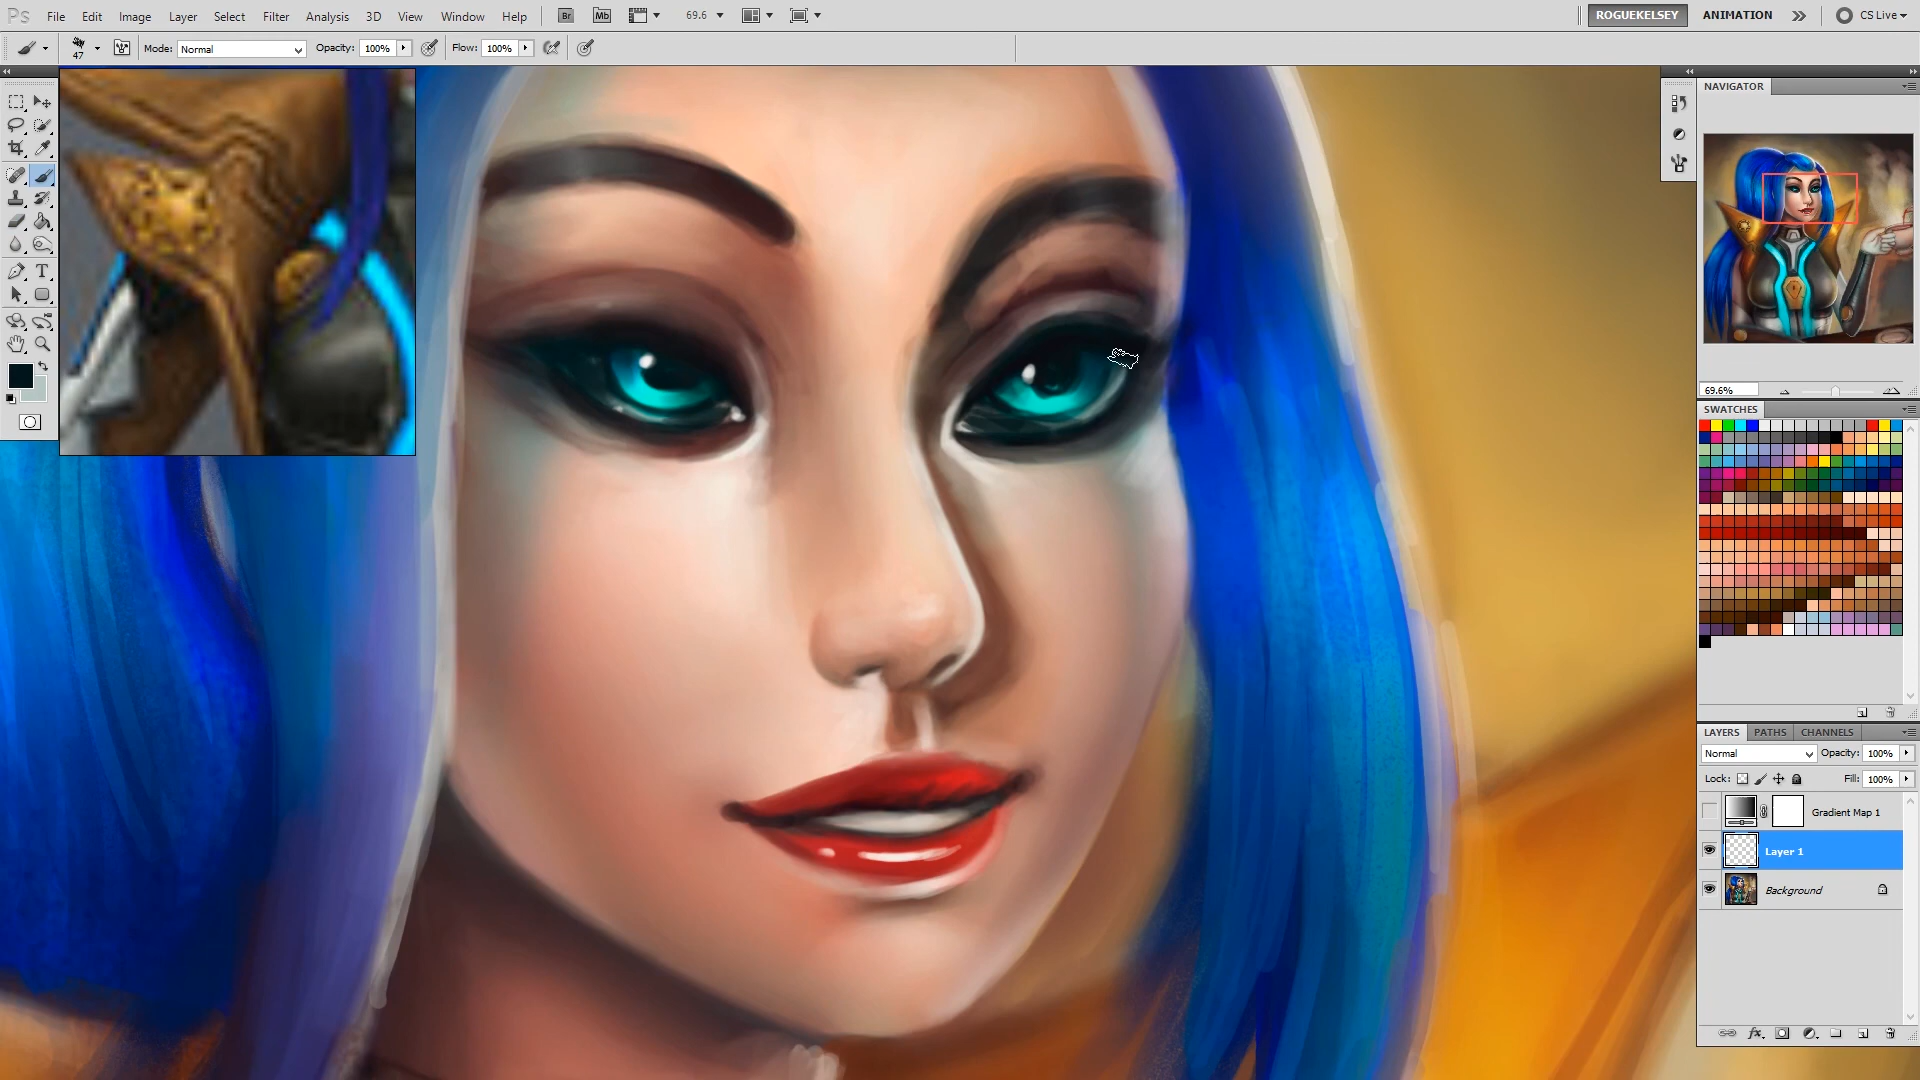 Ps File Edit Image Layer Select Filter Analysis 3D View Window Help Br Mb 69.6 ROGUEKELSEY ANIMATION CS Live
47 Mode: Normal Opacity: 100% Flow: 100%
NAVIGATOR
69.6%
SWATCHES
LAYERS PATHS CHANNELS
Normal Opacity: 100%
Lock: Fill: 100%
Gradient Map 1
Layer 1
Background
fx
T